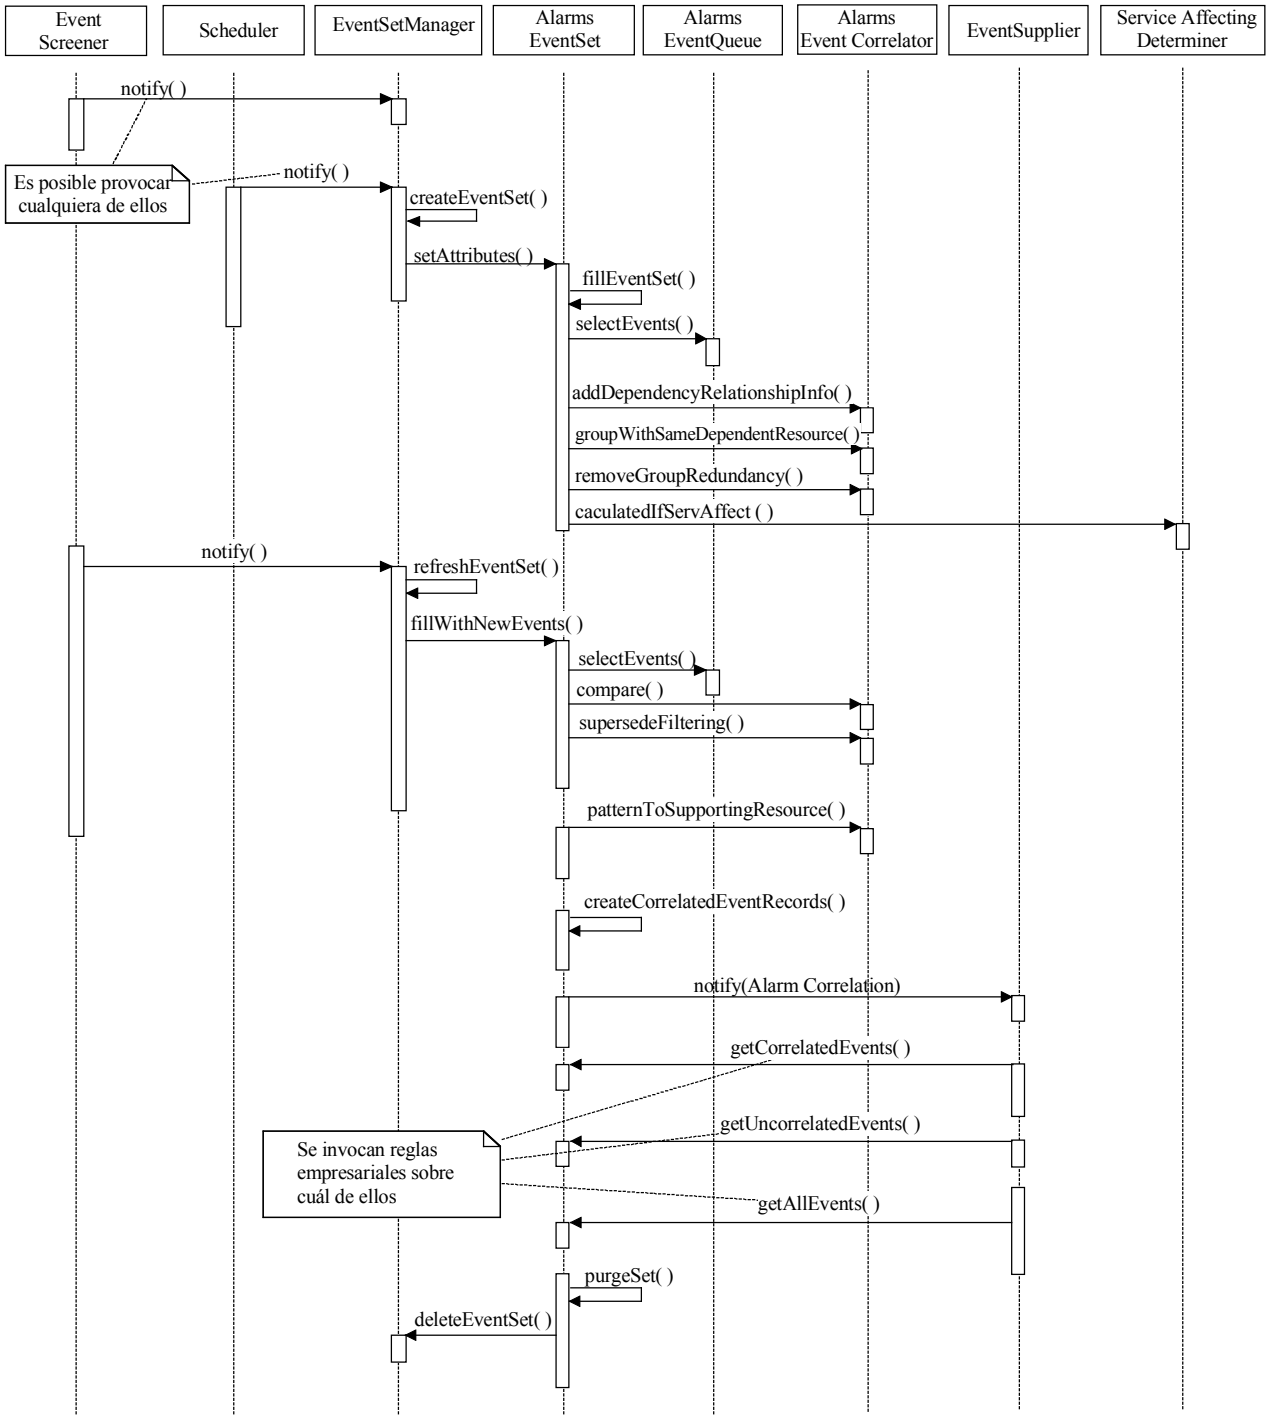 Event
Screener
Scheduler
EventSetManager
Alarms
EventSet
Alarms
EventQueue
Alarms
Event Correlator
EventSupplier
Service Affecting
Determiner
notify( )
Es posible provocar
cualquiera de ellos
notify( )
createEventSet( )
setAttributes( )
fillEventSet( )
selectEvents( )
addDependencyRelationshipInfo( )
groupWithSameDependentResource( )
removeGroupRedundancy( )
caculatedIfServAffect ( )
notify( )
refreshEventSet( )
fillWithNewEvents( )
selectEvents( )
compare( )
supersedeFiltering( )
patternToSupportingResource( )
createCorrelatedEventRecords( )
notify(Alarm Correlation)
getCorrelatedEvents( )
getUncorrelatedEvents( )
Se invocan reglas
empresariales sobre
cuál de ellos
getAllEvents( )
purgeSet( )
deleteEventSet( )